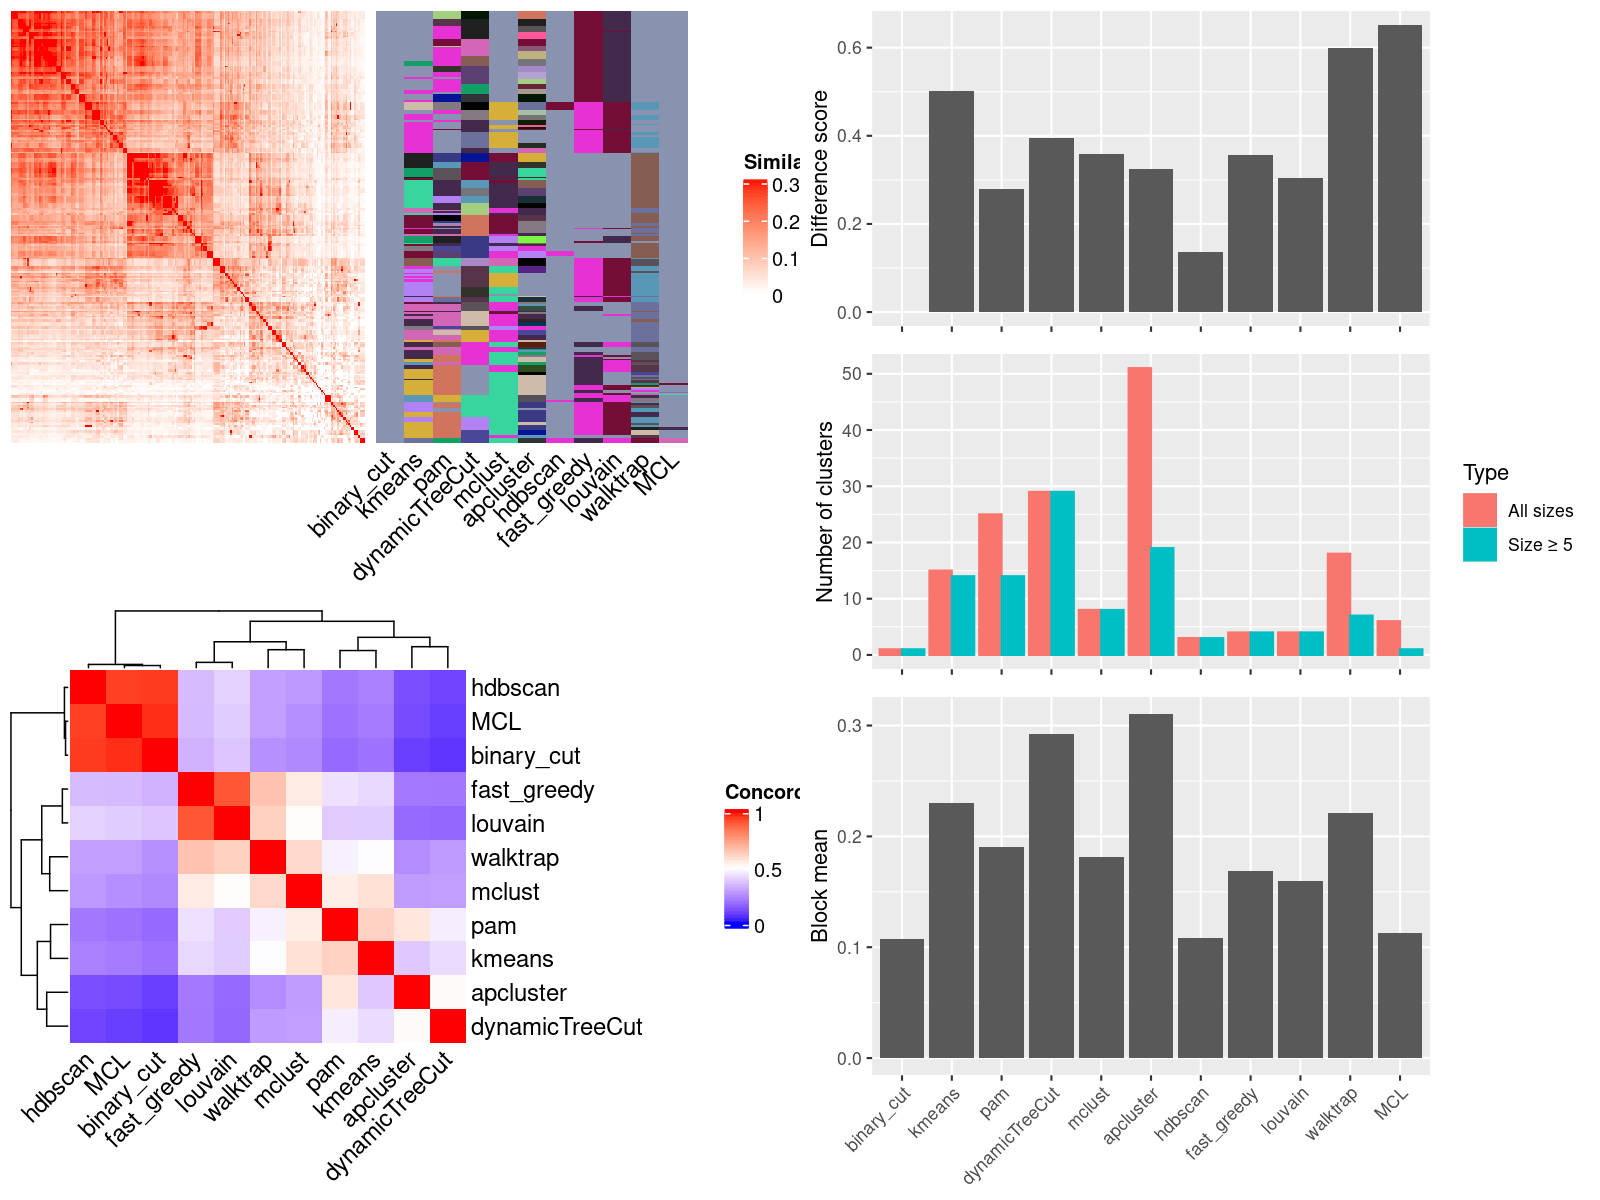 Simila
0.3
0.2
0.1
0
binary_cut
kmeans
pam
dynamicTreeCut
mclust
apcluster
hdbscan
fast_greedy
louvain
walktrap
MCL
hdbscan
MCL
binary_cut
fast_greedy
louvain
walktrap
mclust
pam
kmeans
apcluster
dynamicTreeCut
hdbscan
MCL
binary_cut
fast_greedy
louvain
walktrap
mclust
pam
kmeans
apcluster
dynamicTreeCut
Concord
1
0.5
0
Difference score
0.6
0.4
0.2
0.0
Number of clusters
50
40
30
20
10
0
Type
All sizes
Size ≥ 5
Block mean
0.3
0.2
0.1
0.0
binary_cut
kmeans
pam
dynamicTreeCut
mclust
apcluster
hdbscan
fast_greedy
louvain
walktrap
MCL